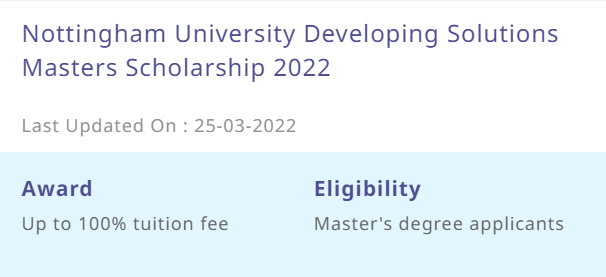 Nottingham University Developing Solutions
Masters Scholarship 2022
Last Updated On : 25-03-2022
Award
Up to 100% tuition fee
Eligibility
Master's degree applicants